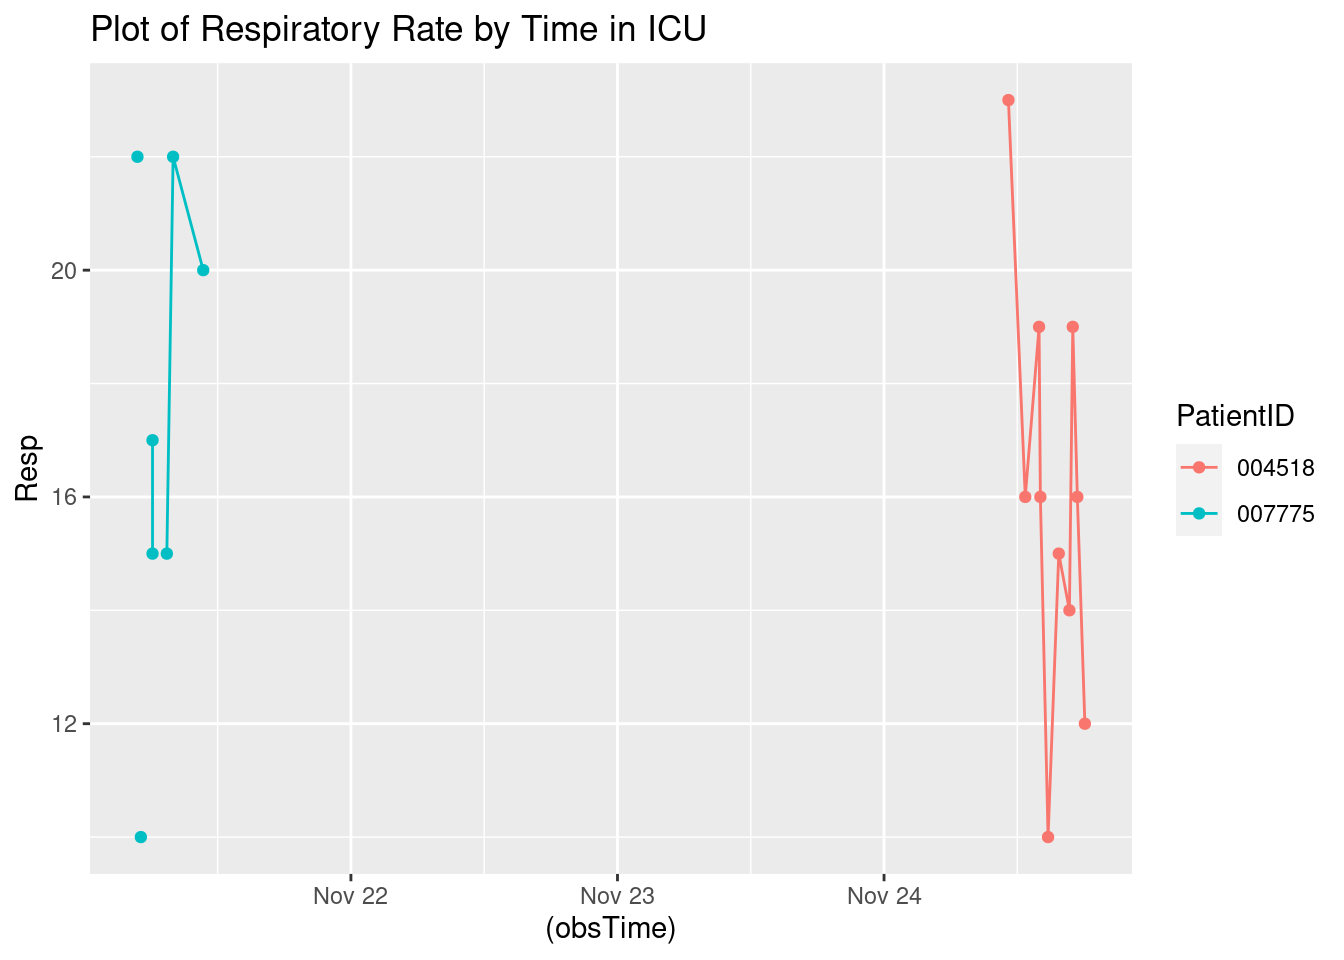 Plot of Respiratory Rate by Time in ICU
20
16
12
Resp
Nov 22
Nov 23
Nov 24
(obsTime)
PatientID
004518
007775